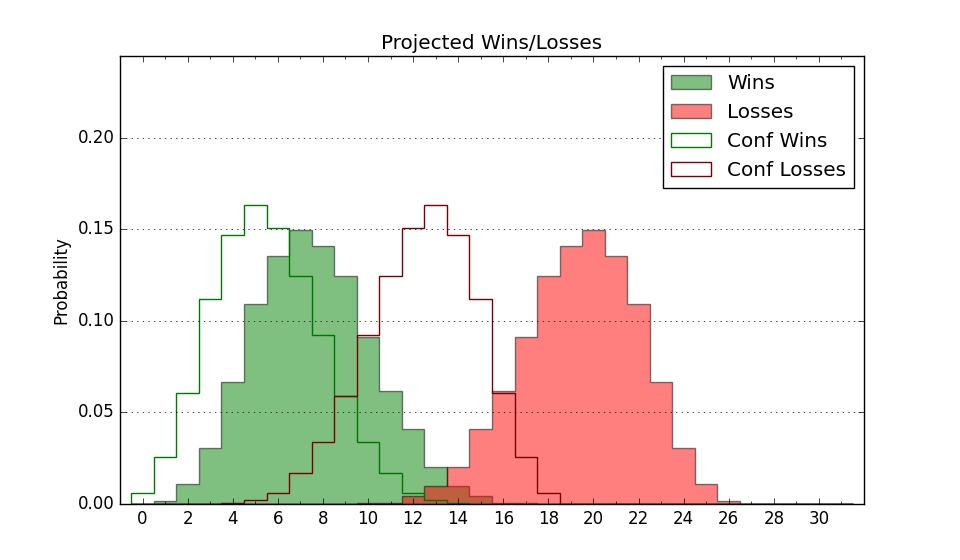 Projected Wins/Losses
Wins
Losses
Conf Wins
Conf Losses
Probability
0.20
0.15
0.10
0.05
0.00
0 2 4 6 8 10 12 14 16 18 20 22 24 26 28 30